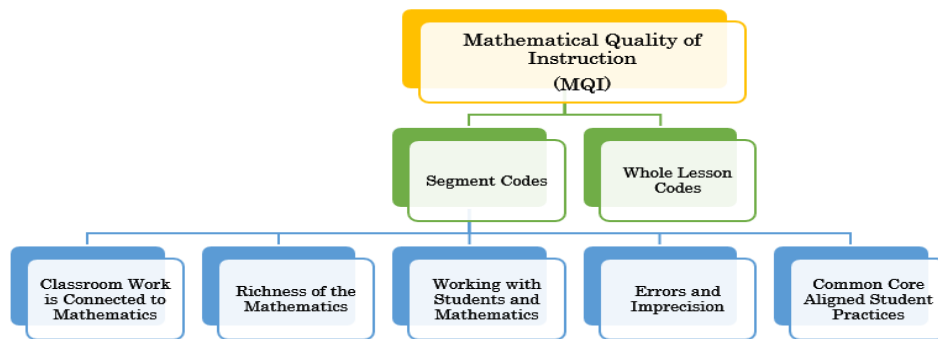 Mathematical Quality of
Instruction
(MQI)
Segment Codes
Whole Lesson
Codes
Classroom Work
is Connected to
Mathematics
Richness of the
Mathematics
Working with
Students and
Mathematics
Errors and
Imprecision
Common Core
Aligned Student
Practices